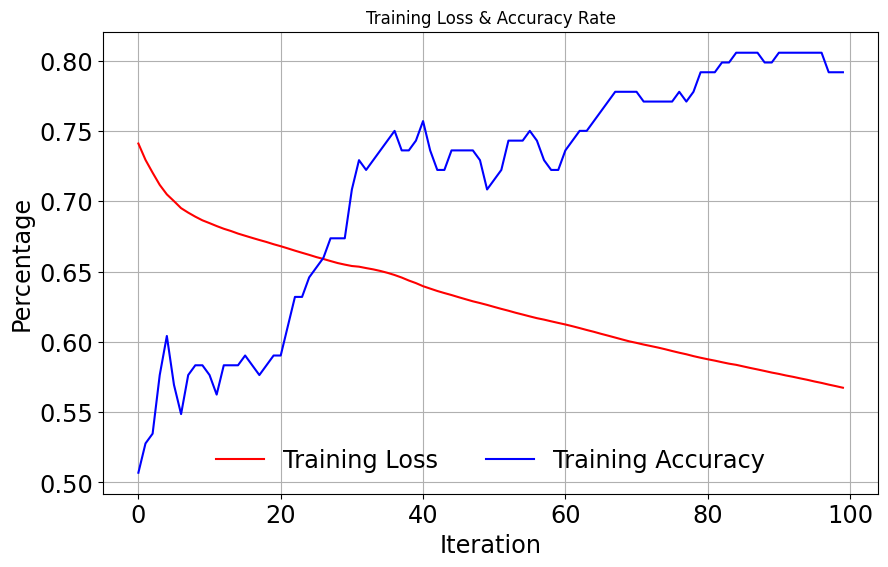 Training Loss & Accuracy Rate
0.80
0.75
0.70
0.65
0.60
0.55
0.50
Percentage
Training Loss
Training Accuracy
0
20
40
60
80
100
Iteration